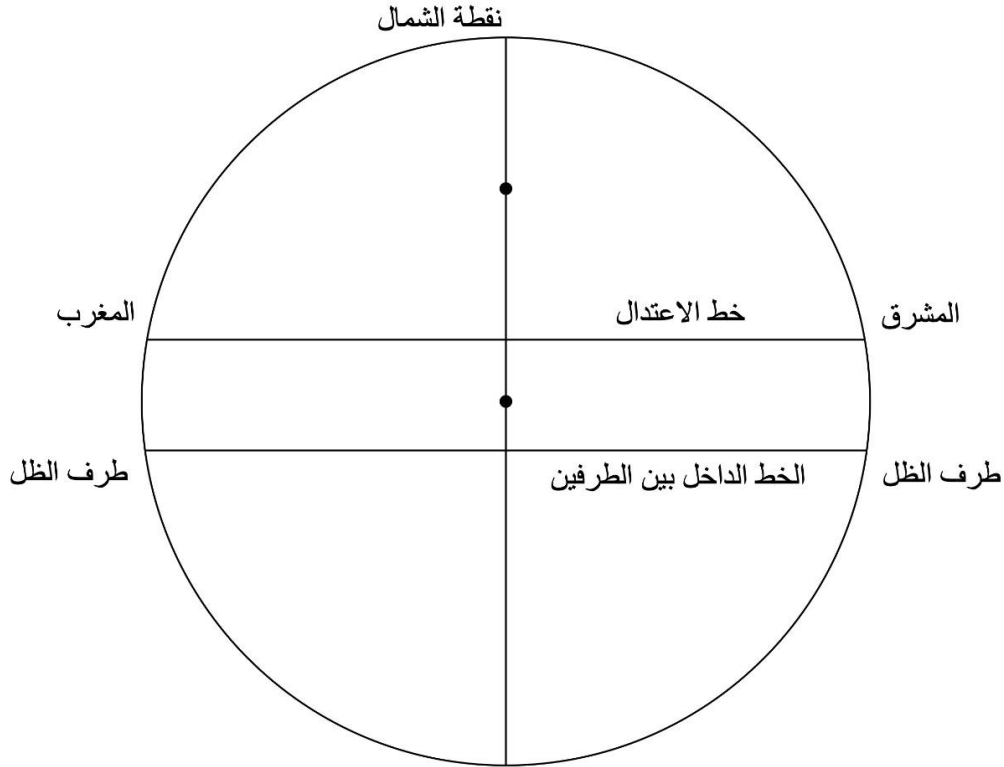 نقطة الشمال
المشرق
خط الاعتدال
المغرب
طرف الظل
الخط الداخل بين الطرفين
طرف الظل